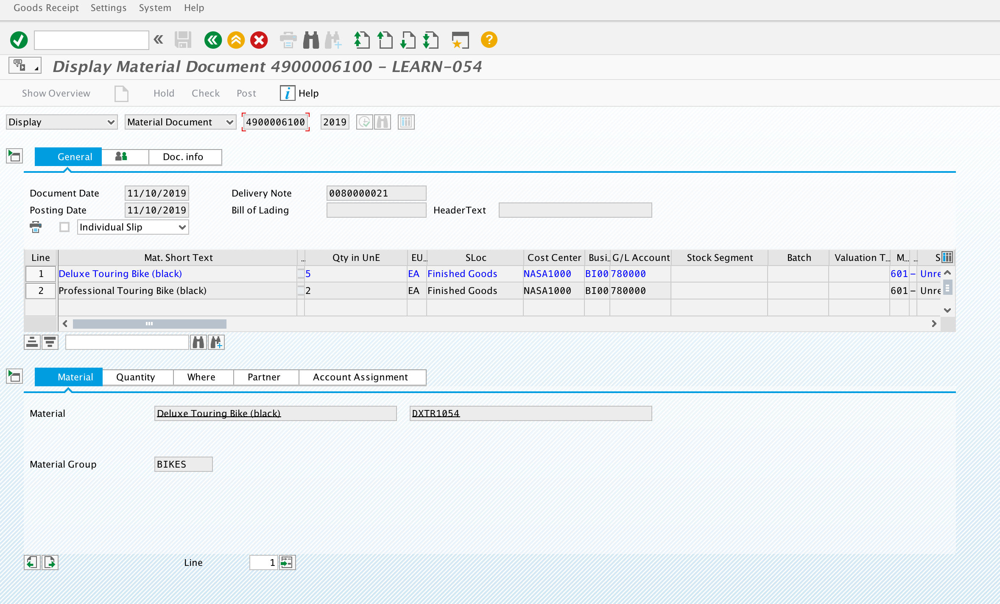 Goods Receipt Settings System Help
Display Material Document 4900006100 - LEARN-054
Show Overview Hold Check Post i Help
Display Material Document 4900006100 2019
General Doc. info
Document Date 11/10/2019 Delivery Note 0080000021
Posting Date 11/10/2019 Bill of Lading HeaderText
Individual Slip
Line Mat. Short Text ... Qty in UnE EU... SLoc Cost Center Busi... G/L Account Stock Segment Batch Valuation T... M... ... S
1 Deluxe Touring Bike (black) 5 EA Finished Goods NASA1000 BI00 780000 601 - Unre
2 Professional Touring Bike (black) 2 EA Finished Goods NASA1000 BI00 780000 601 - Unre
Material Quantity Where Partner Account Assignment
Material Deluxe Touring Bike (black) DXTR1054
Material Group BIKES
Line 1